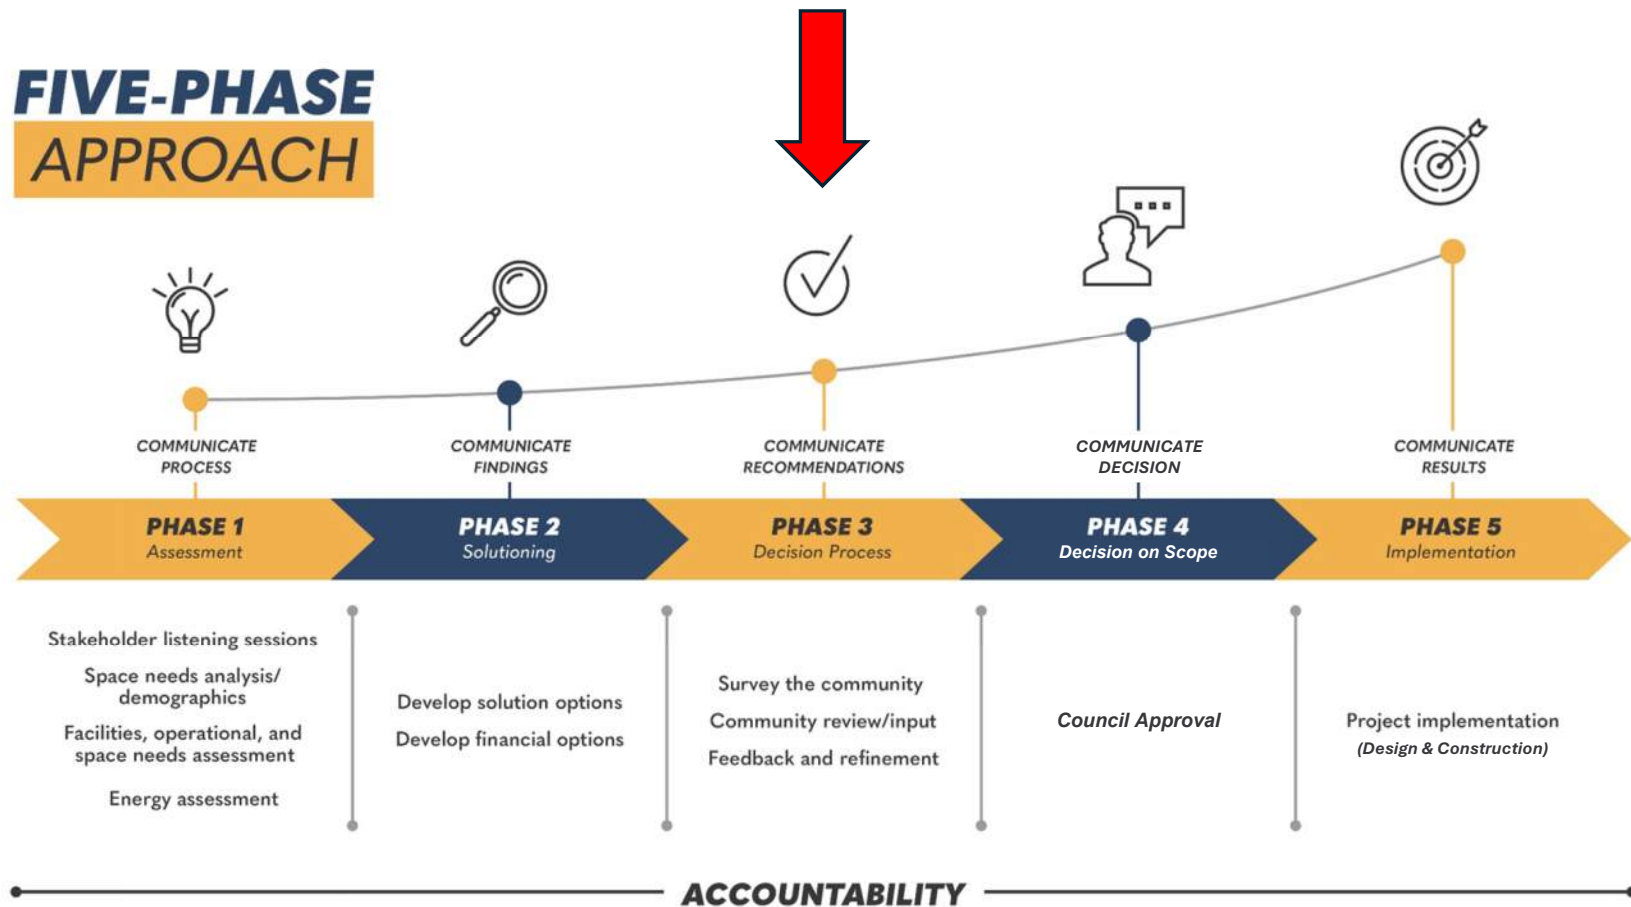 FIVE-PHASE
APPROACH
COMMUNICATE
PROCESS
COMMUNICATE
FINDINGS
COMMUNICATE
RECOMMENDATIONS
COMMUNICATE
DECISION
COMMUNICATE
RESULTS
PHASE 1
Assessment
PHASE 2
Solutioning
PHASE 3
Decision Process
PHASE 4
Decision on Scope
PHASE 5
Implementation
Stakeholder listening sessions
Space needs analysis/
demographics
Facilities, operational, and
space needs assessment
Energy assessment
Develop solution options
Develop financial options
Survey the community
Community review/input
Feedback and refinement
Council Approval
Project implementation
(Design & Construction)
ACCOUNTABILITY